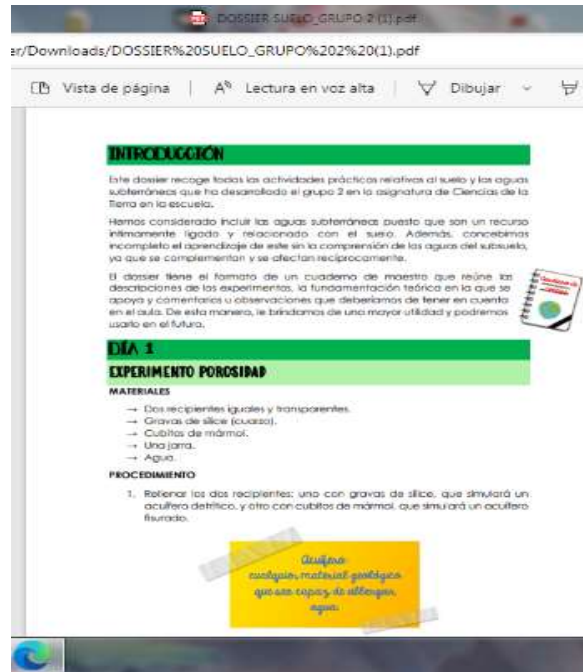 DOSSIER SUELO_GRUPO 2 (1).pdf
er/Downloads/DOSSIER%20SUELO_GRUPO%202%20(1).pdf
Vista de página | A Lectura en voz alta | Dibujar
INTRODUCCIÓN
Este dossier recoge todas las actividades prácticas relativas al suelo y las aguas
subterráneas que ha desarrollado el grupo 2 en la asignatura de Ciencias de la
Tierra en la escuela.
Hemos considerado incluir las aguas subterráneas puesto que son un recurso
íntimamente ligado y relacionado con el suelo. Además, concebimos
incompleto el aprendizaje de este sin la comprensión de las aguas del subsuelo,
ya que se complementan y se afectan recíprocamente.
El dossier tiene el formato de un cuaderno de maestro que reúne las
descripciones de los experimentos, la fundamentación teórica en la que se
apoya y comentarios u observaciones que deberíamos de tener en cuenta
en el aula. De esta manera, le brindamos de una mayor utilidad y podremos
usarlo en el futuro.
DÍA 1
EXPERIMENTO POROSIDAD
MATERIALES
→ Dos recipientes iguales y transparentes.
→ Gravas de sílice (cuarzo).
→ Cubitos de mármol.
→ Una jarra.
→ Agua.
PROCEDIMIENTO
1. Rellenar los dos recipientes: uno con gravas de sílice, que simulará un
acuífero detrítico, y otro con cubitos de mármol, que simulará un acuífero
fisurado.
Acuífero:
cualquier material geológico
que sea capaz de albergar
agua.